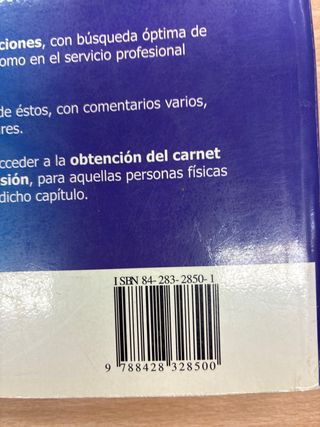 ciones, con búsqueda óptima de
omo en el servicio profesional
de éstos, con comentarios varios,
res.
cceder a la obtención del carnet
sión, para aquellas personas físicas
dicho capítulo.
ISBN 84-283-2850-1
9 788428 328500